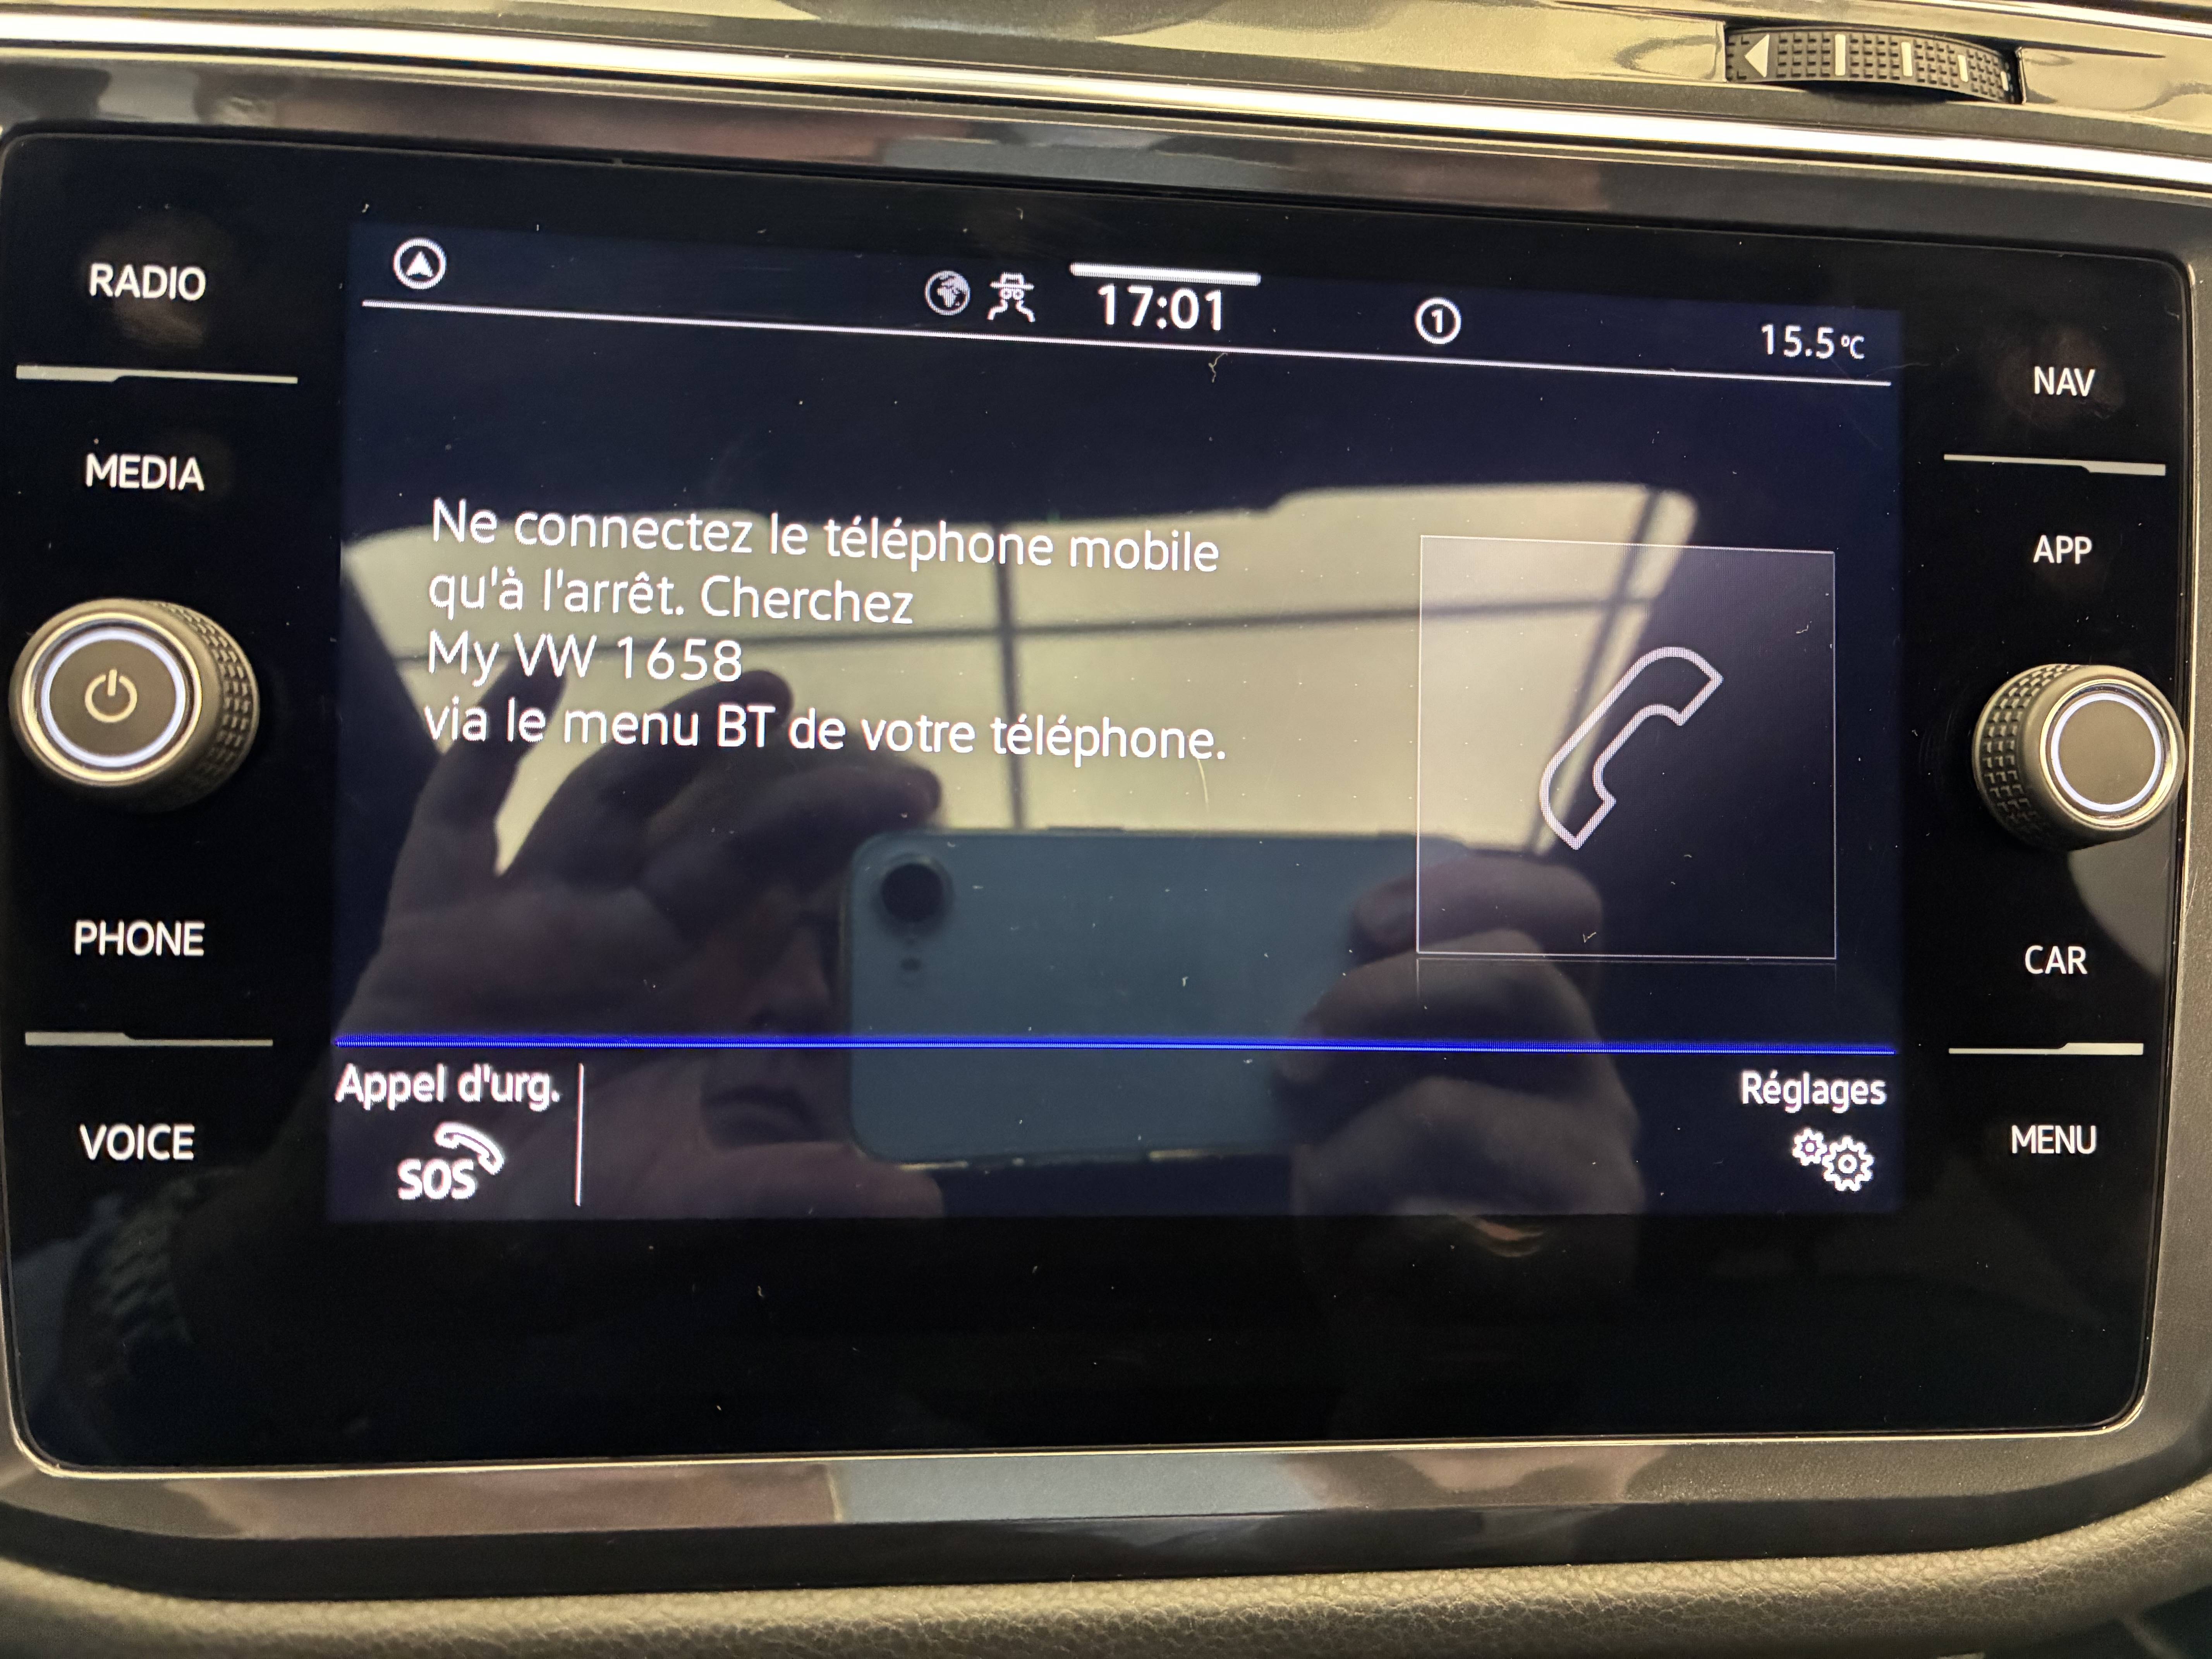 RADIO
MEDIA
PHONE
VOICE
17:01
1
15.5°C
Ne connectez le téléphone mobile
qu'à l'arrêt. Cherchez
My VW 1658
via le menu BT de votre téléphone.
Appel d'urg.
SOS
Réglages
NAV
APP
CAR
MENU